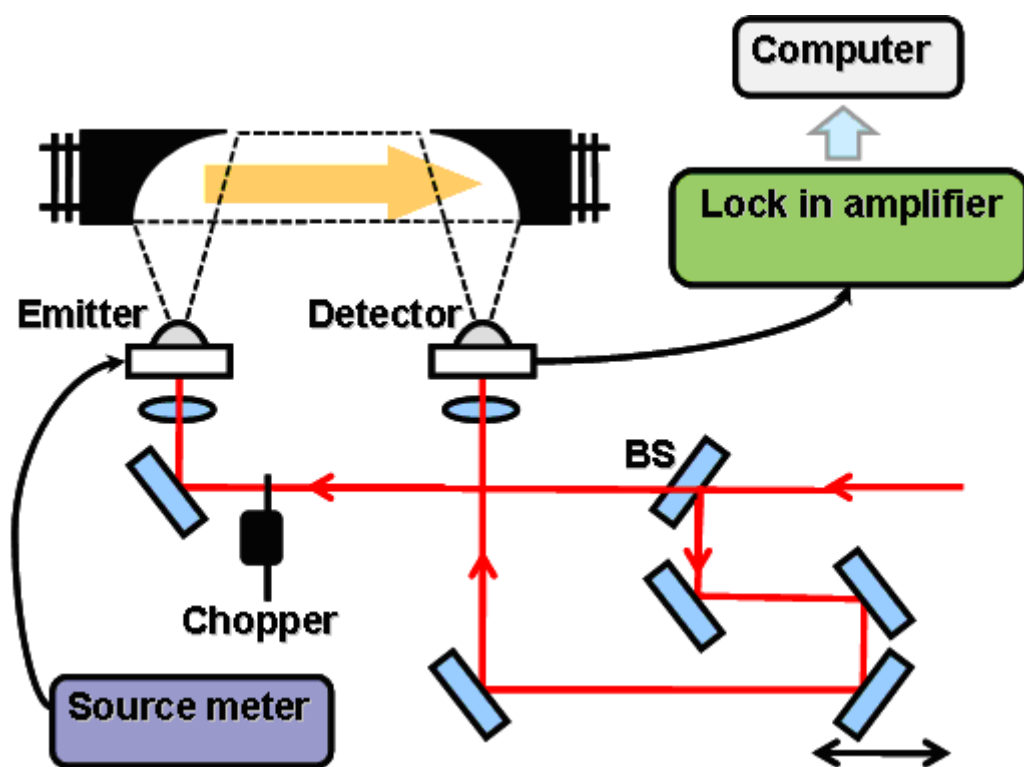 Computer
Lock in amplifier
Emitter
Detector
BS
Chopper
Source meter